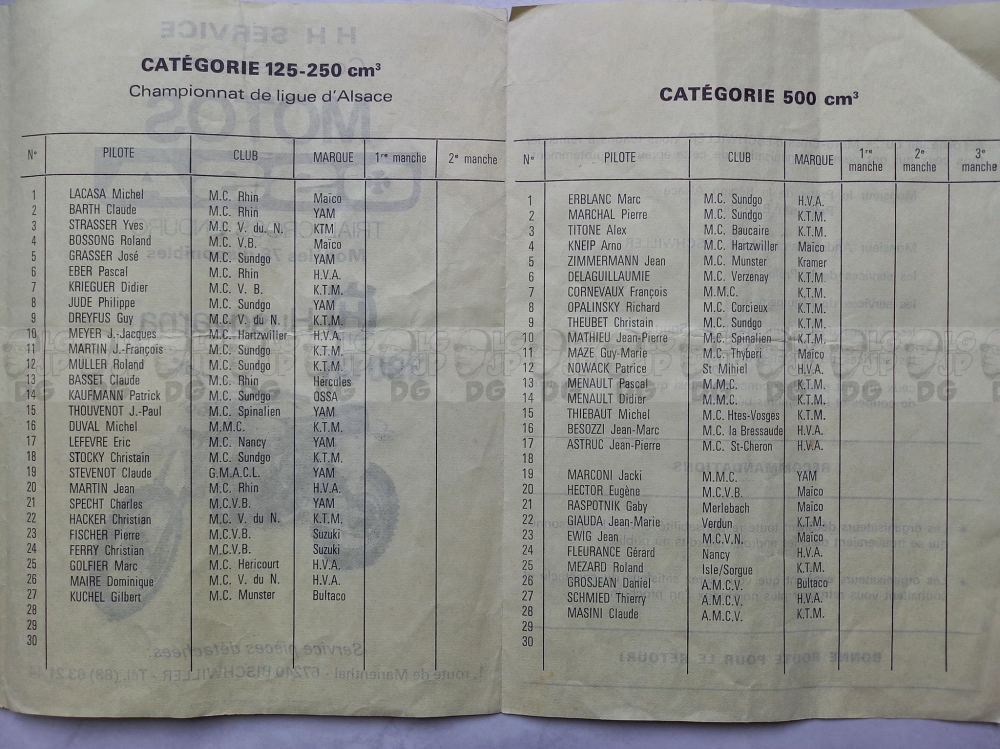 CATÉGORIE 125-250 cm³
Championnat de ligue d'Alsace
N° PILOTE CLUB MARQUE 1re manche 2e manche
1 LACASA Michel M.C. Rhin Maïco
2 BARTH Claude M.C. Rhin YAM
3 STRASSER Yves M.C. V. du N. KTM
4 BOSSONG Roland M.C. V.B. Maïco
5 GRASSER José M.C. Sundgo YAM
6 EBER Pascal M.C. Rhin H.V.A.
7 KRIEGUER Didier M.C. V. B. K.T.M.
8 JUDE Philippe M.C. Sundgo YAM
9 DREYFUS Guy M.C. V. du N. K.T.M.
10 MEYER J.-Jacques M.C. Hartzwiller H.V.A.
11 MARTIN J.-François M.C. Sundgo K.T.M.
12 MULLER Roland M.C. Sundgo K.T.M.
13 BASSET Claude M.C. Rhin Hercules
14 KAUFMANN Patrick M.C. Sundgo OSSA
15 THOUVENOT J.-Paul M.C. Spinalien YAM
16 DUVAL Michel M.M.C. K.T.M.
17 LEFEVRE Eric M.C. Nancy YAM
18 STOCKY Christain M.C. Sundgo K.T.M.
19 STEVENOT Claude G.M.A.C.L. YAM
20 MARTIN Jean M.C. Rhin H.V.A.
21 SPECHT Charles M.C.V.B. YAM
22 HACKER Christian M.C. V. du N. K.T.M.
23 FISCHER Pierre M.C.V.B. Suzuki
24 FERRY Christian M.C.V.B. Suzuki
25 GOLFIER Marc M.C. Hericourt H.V.A.
26 MAIRE Dominique M.C. V. du N. H.V.A.
27 KUCHEL Gilbert M.C. Munster Bultaco
28
29
30
CATÉGORIE 500 cm³
N° PILOTE CLUB MARQUE 1re manche 2e manche 3e manche
1 ERBLANC Marc M.C. Sundgo H.V.A.
2 MARCHAL Pierre M.C. Sundgo K.T.M.
3 TITONE Alex M.C. Baucaire K.T.M.
4 KNEIP Arno M.C. Hartzwiller Maïco
5 ZIMMERMANN Jean M.C. Munster Kramer
6 DELAGUILLAUMIE M.C. Verzenay K.T.M.
7 CORNEVAUX François M.M.C. K.T.M.
8 OPALINSKY Richard M.C. Corcieux K.T.M.
9 THEUBET Christain M.C. Sundgo K.T.M.
10 MATHIEU Jean-Pierre M.C. Spinalien K.T.M.
11 MAZE Guy-Marie M.C. Thyberi Maïco
12 NOWACK Patrice St Mihiel H.V.A.
13 MENAULT Pascal M.M.C. K.T.M.
14 MENAULT Didier M.M.C. K.T.M.
15 THIEBAUT Michel M.C. Htes-Vosges K.T.M.
16 BESOZZI Jean-Marc M.C. la Bressaude H.V.A.
17 ASTRUC Jean-Pierre M.C. St-Cheron H.V.A.
18
19 MARCONI Jacki M.M.C. YAM
20 HECTOR Eugène M.C.V.B. Maïco
21 RASPOTNIK Gaby Merlebach Maïco
22 GIAUDA Jean-Marie Verdun K.T.M.
23 EWIG Jean M.C.V.N. Maïco
24 FLEURANCE Gérard Nancy H.V.A.
25 MEZARD Roland Isle/Sorgue K.T.M.
26 GROSJEAN Daniel A.M.C.V. Bultaco
27 SCHMIED Thierry A.M.C.V. H.V.A.
28 MASINI Claude A.M.C.V. K.T.M.
29
30